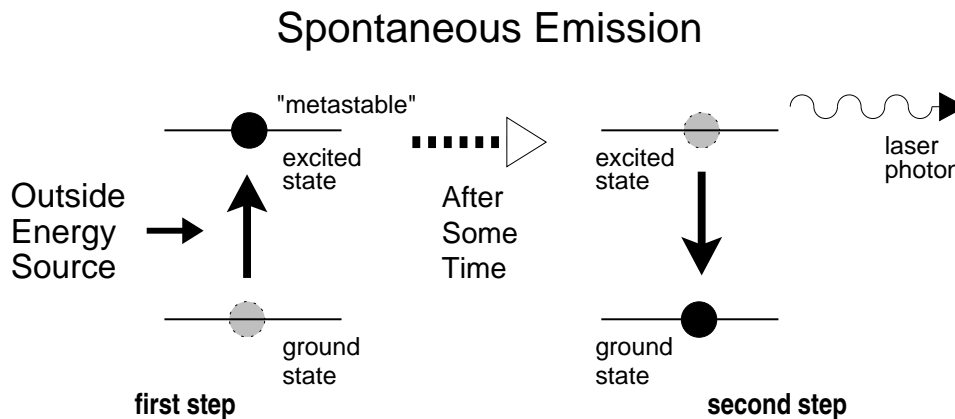 Spontaneous Emission
"metastable"
excited
state
Outside
Energy
Source
ground
state
first step
After
Some
Time
excited
state
laser
photon
ground
state
second step